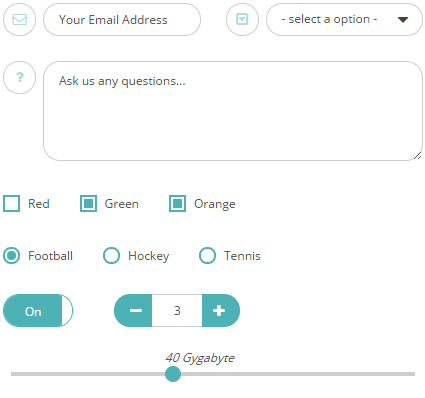 Your Email Address
- select a option -
?
Ask us any questions...
Red Green Orange
Football Hockey Tennis
On − 3 +
40 Gygabyte